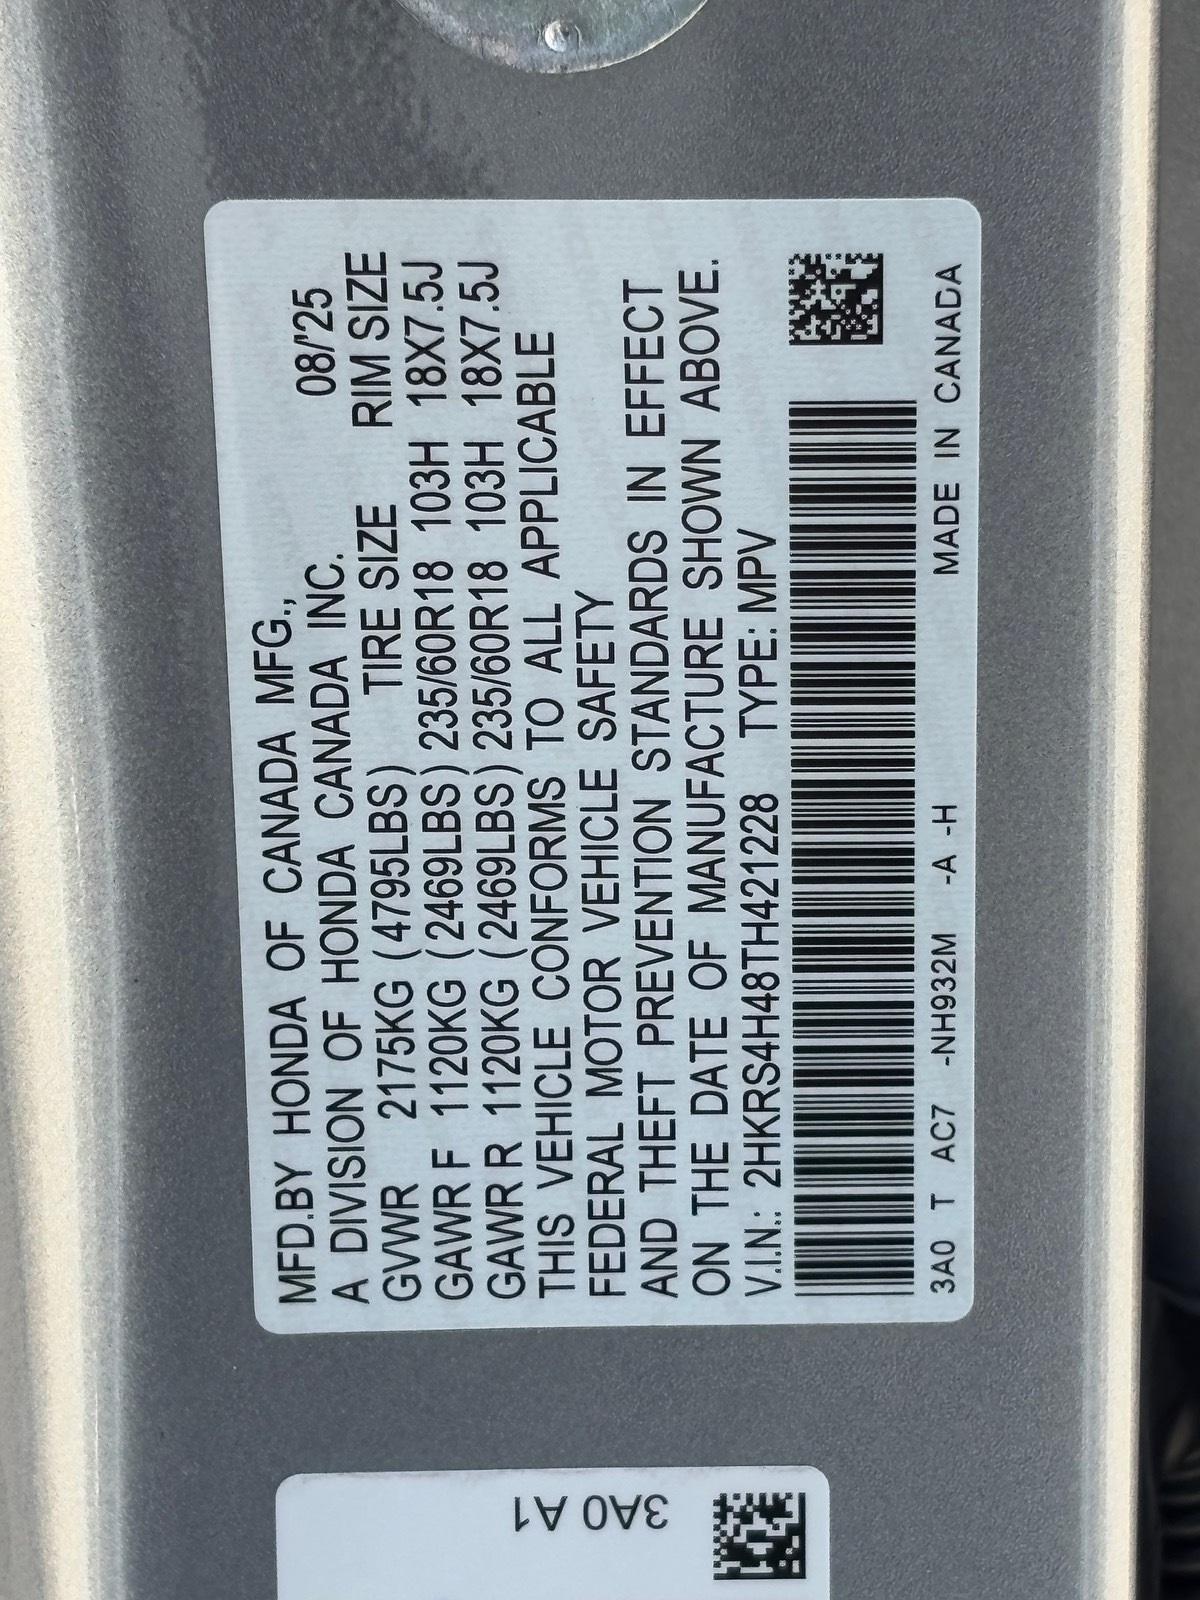 MFD.BY HONDA OF CANADA MFG.,
A DIVISION OF HONDA CANADA INC. 08/'25
GVWR 2175KG (4795LBS) TIRE SIZE RIM SIZE
GAWR F 1120KG (2469LBS) 235/60R18 103H 18X7.5J
GAWR R 1120KG (2469LBS) 235/60R18 103H 18X7.5J
THIS VEHICLE CONFORMS TO ALL APPLICABLE
FEDERAL MOTOR VEHICLE SAFETY
AND THEFT PREVENTION STANDARDS IN EFFECT
ON THE DATE OF MANUFACTURE SHOWN ABOVE.
V.I.N.: 2HKRS4H48TH421228 TYPE: MPV
3A0 T AC7 -NH932M -A -H MADE IN CANADA
3A0 A1